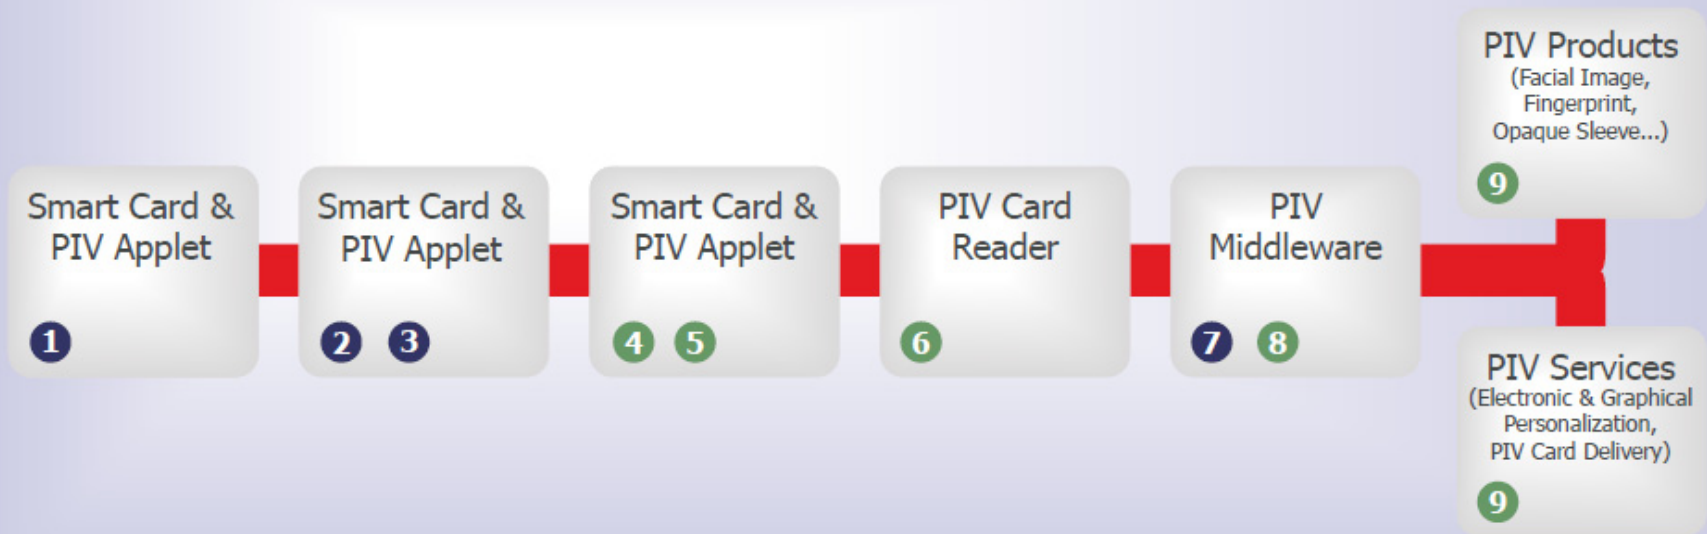 Smart Card &
PIV Applet
1
Smart Card &
PIV Applet
2 3
Smart Card &
PIV Applet
4 5
PIV Card
Reader
6
PIV
Middleware
7 8
PIV Products
(Facial Image,
Fingerprint,
Opaque Sleeve...)
9
PIV Services
(Electronic & Graphical
Personalization,
PIV Card Delivery)
9